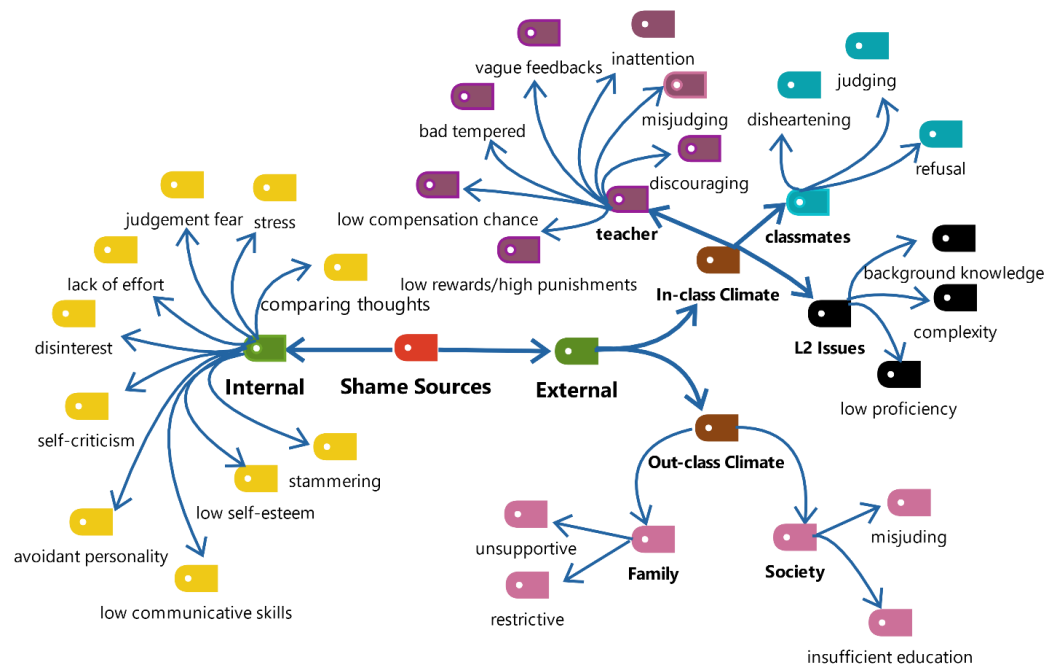 inattention
vague feedbacks
judging
misjudging
disheartening
bad tempered
refusal
discouraging
judgement fear
stress
low compensation chance
teacher
classmates
background knowledge
lack of effort
low rewards/high punishments
In-class Climate
comparing thoughts
complexity
disinterest
L2 Issues
Internal
Shame Sources
External
low proficiency
self-criticism
Out-class Climate
stammering
low self-esteem
misjuding
unsupportive
avoidant personality
Family
Society
low communicative skills
restrictive
insufficient education